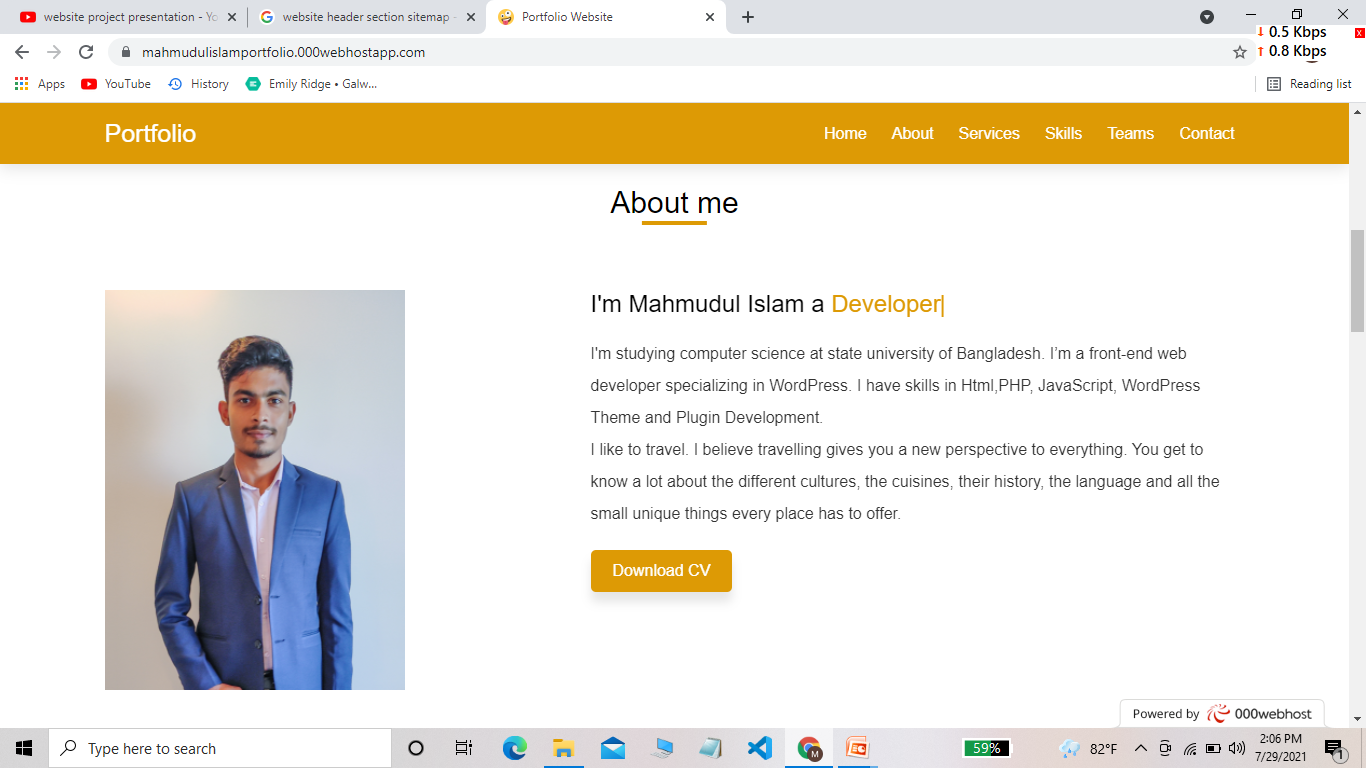 website project presentation - Yo
website header section sitemap -
Portfolio Website
0.5 Kbps
x
0.8 Kbps
mahmudulislamportfolio.000webhostapp.com
Apps
YouTube
History
Emily Ridge • Galw...
Reading list
Portfolio
Home
About
Services
Skills
Teams
Contact
About me
I'm Mahmudul Islam a Developer|
I'm studying computer science at state university of Bangladesh. I’m a front-end web
developer specializing in WordPress. I have skills in Html,PHP, JavaScript, WordPress
Theme and Plugin Development.
I like to travel. I believe travelling gives you a new perspective to everything. You get to
know a lot about the different cultures, the cuisines, their history, the language and all the
small unique things every place has to offer.
Download CV
Powered by 000webhost
Type here to search
M
59%
82°F
2:06 PM
7/29/2021
1